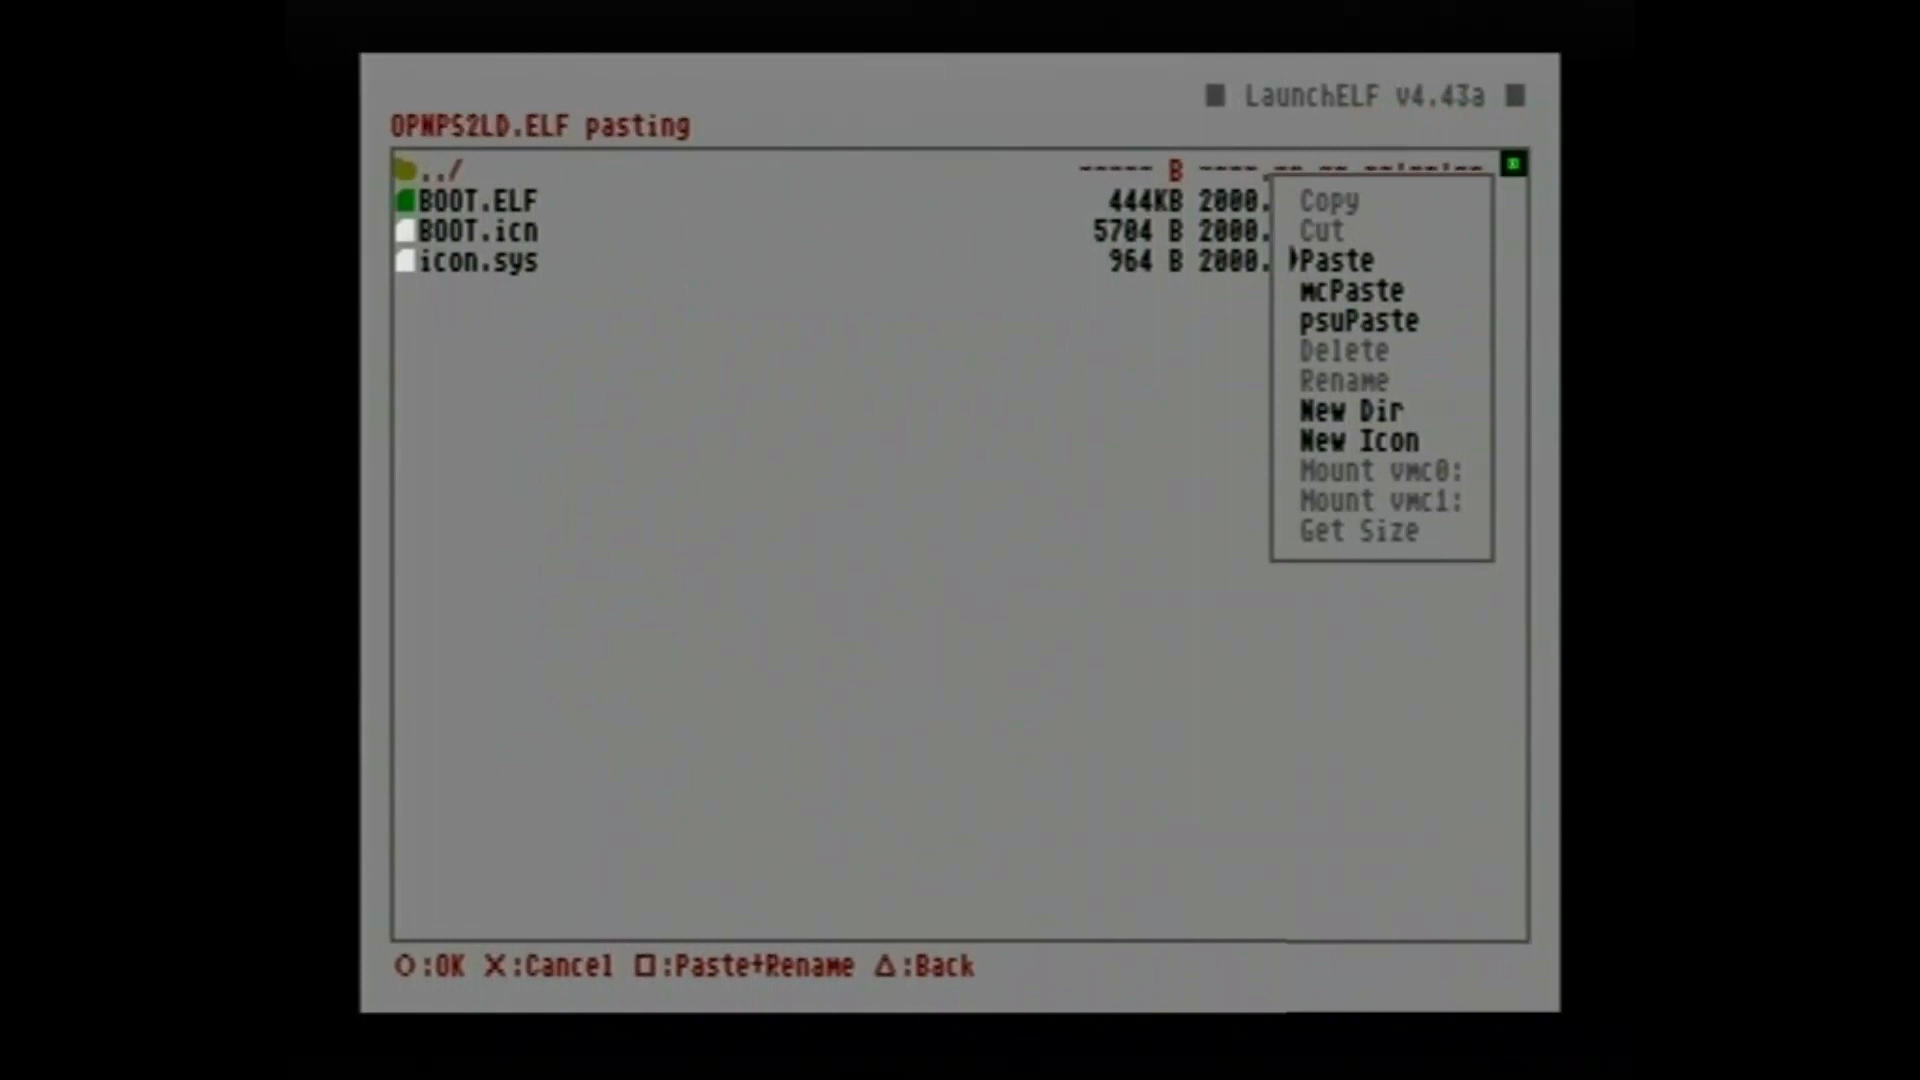 LaunchELF v4.43a
OPNPS2LD.ELF pasting
../ ----- B
BOOT.ELF 444KB 2000.
BOOT.icn 5704 B 2000.
icon.sys 964 B 2000.
Copy
Cut
Paste
mcPaste
psuPaste
Delete
Rename
New Dir
New Icon
Mount vmc0:
Mount vmc1:
Get Size
○:OK ✕:Cancel □:Paste+Rename △:Back